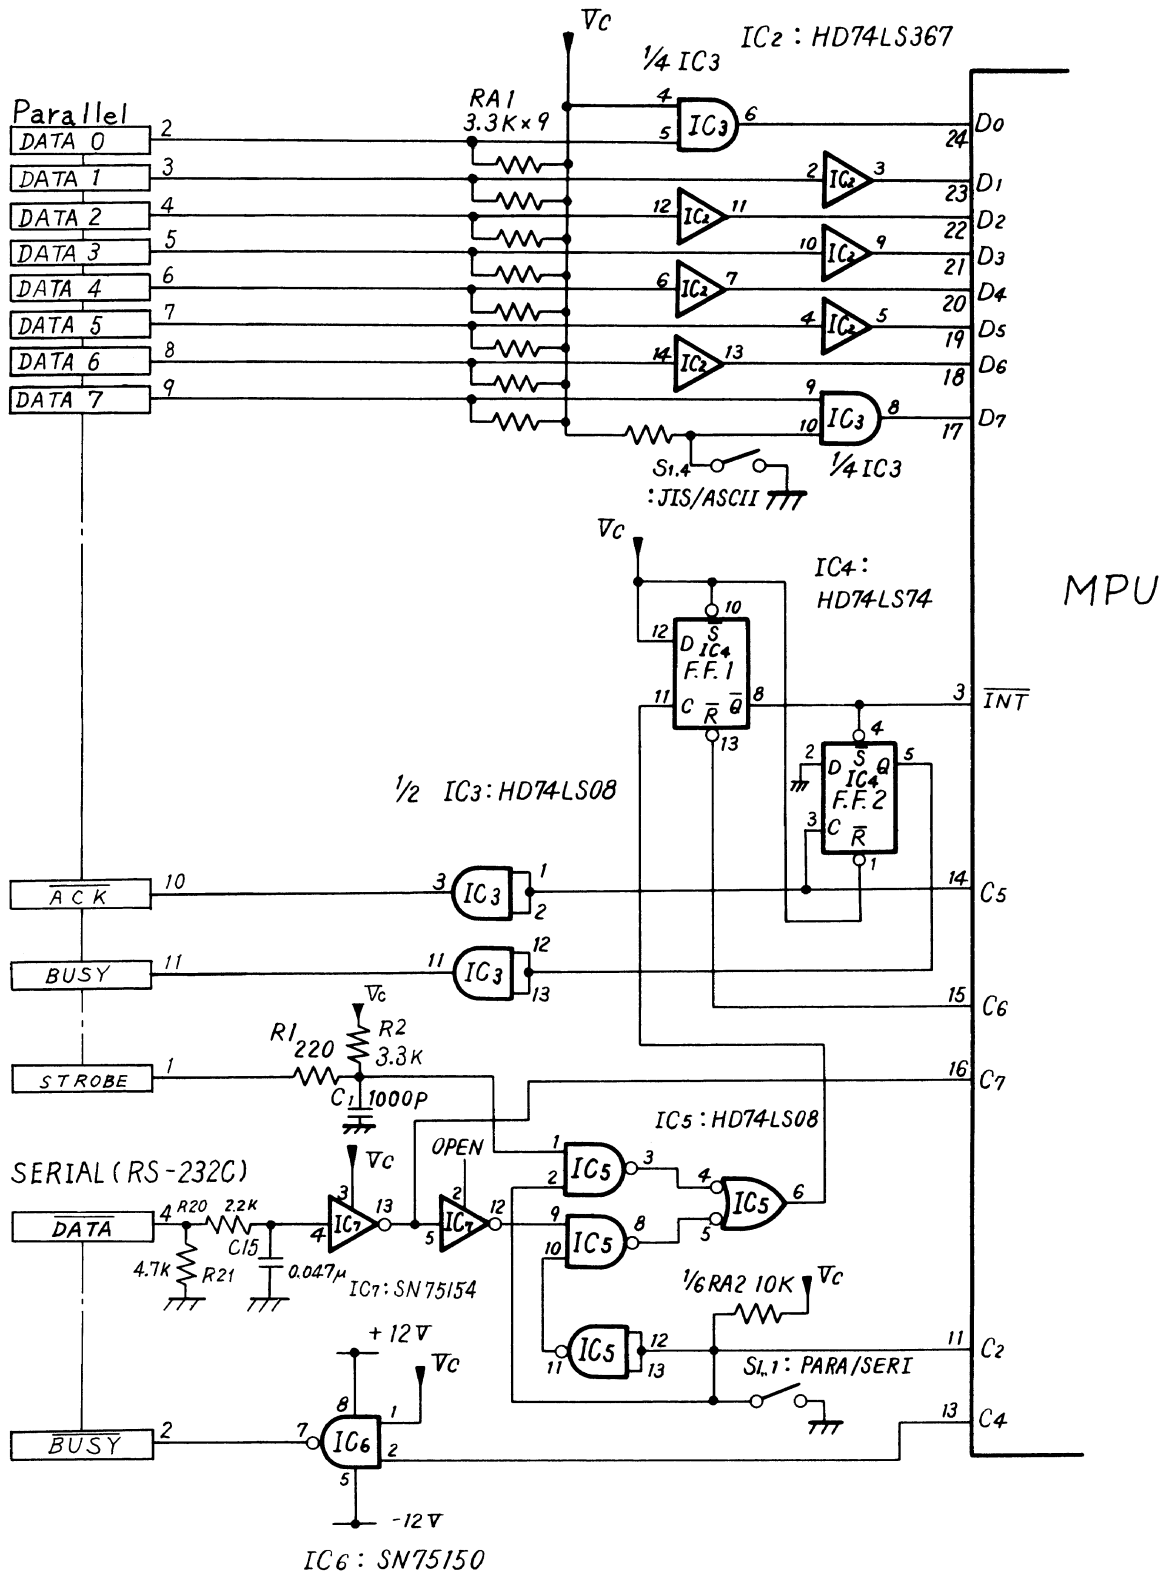 Vc
IC2 : HD74LS367
1/4 IC3
Parallel
RA1
3.3K×9
DATA 0
2
4
5
IC3
6
D0
24
DATA 1
3
2
IC2
3
D1
23
DATA 2
4
12
IC2
11
D2
22
DATA 3
5
10
IC2
9
D3
21
DATA 4
6
6
IC2
7
D4
20
DATA 5
7
4
IC2
5
D5
19
DATA 6
8
14
IC2
13
D6
18
DATA 7
9
9
10
IC3
8
D7
17
S1.4
:JIS/ASCII
1/4 IC3
Vc
IC4 :
HD74LS74
MPU
10
12
D
S
IC4
F.F.1
11
C
R
Q
8
13
3
INT
4
2
D
S
Q
5
IC4
F.F.2
3
C
R
1
1/2 IC3 : HD74LS08
ACK
10
3
IC3
1
2
14
C5
BUSY
11
11
IC3
12
13
15
C6
Vc
R1
220
R2
3.3K
STROBE
1
C1
1000P
16
C7
IC5 : HD74LS08
OPEN
Vc
SERIAL (RS-232C)
DATA
4
R20
2.2K
4.7K
R21
C15
0.047μ
3
4
IC7
13
2
5
IC7
12
IC7 : SN75154
1
2
IC5
3
9
10
IC5
8
4
5
IC5
6
1/6 RA2 10K
Vc
11
IC5
12
13
11
C2
S1.1 : PARA/SERI
+12V
Vc
BUSY
2
7
8
IC6
5
1
2
13
C4
-12V
IC6 : SN75150